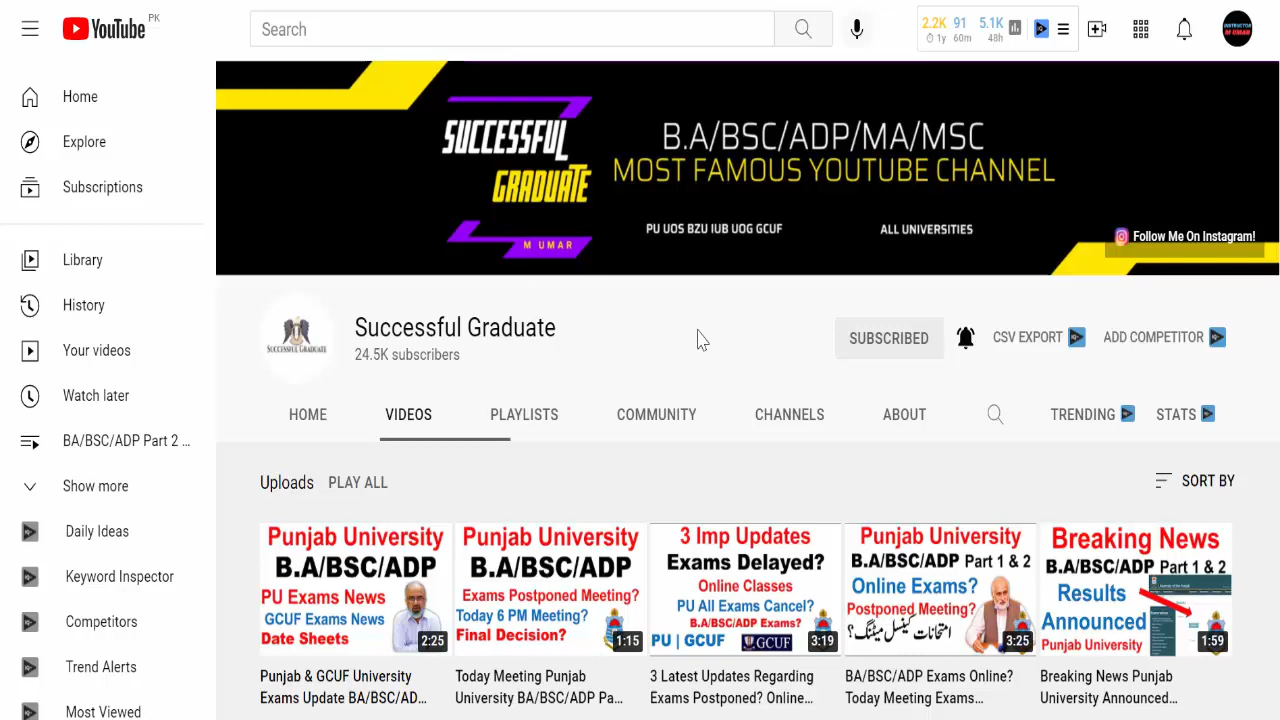 YouTube PK
Search
2.2K 91 5.1K
1y 60m 48h
INSTRUCTOR
M UMAR
Home
Explore
Subscriptions
Library
History
Your videos
Watch later
BA/BSC/ADP Part 2 ...
Show more
Daily Ideas
Keyword Inspector
Competitors
Trend Alerts
Most Viewed
SUCCESSFUL
GRADUATE
M UMAR
B.A/BSC/ADP/MA/MSC
MOST FAMOUS YOUTUBE CHANNEL
PU UOS BZU IUB UOG GCUF
ALL UNIVERSITIES
Follow Me On Instagram!
SUCCESSFUL GRADUATE
Successful Graduate
24.5K subscribers
SUBSCRIBED
CSV EXPORT
ADD COMPETITOR
HOME VIDEOS PLAYLISTS COMMUNITY CHANNELS ABOUT TRENDING STATS
Uploads PLAY ALL
SORT BY
Punjab University
B.A/BSC/ADP
PU Exams News
GCUF Exams News
Date Sheets
2:25
Punjab & GCUF University
Exams Update BA/BSC/AD...
Punjab University
B.A/BSC/ADP
Exams Postponed Meeting?
Today 6 PM Meeting?
Final Decision?
1:15
Today Meeting Punjab
University BA/BSC/ADP Pa...
3 Imp Updates
Exams Delayed?
Online Classes
PU All Exams Cancel?
B.A/BSC/ADP Exams?
PU | GCUF
GCUF
3:19
3 Latest Updates Regarding
Exams Postponed? Online...
Punjab University
B.A/BSC/ADP Part 1 & 2
Online Exams?
Postponed Meeting?
3:25
BA/BSC/ADP Exams Online?
Today Meeting Exams...
Breaking News
B.A/BSC/ADP Part 1 & 2
Results
Announced
Punjab University
1:59
Breaking News Punjab
University Announced...